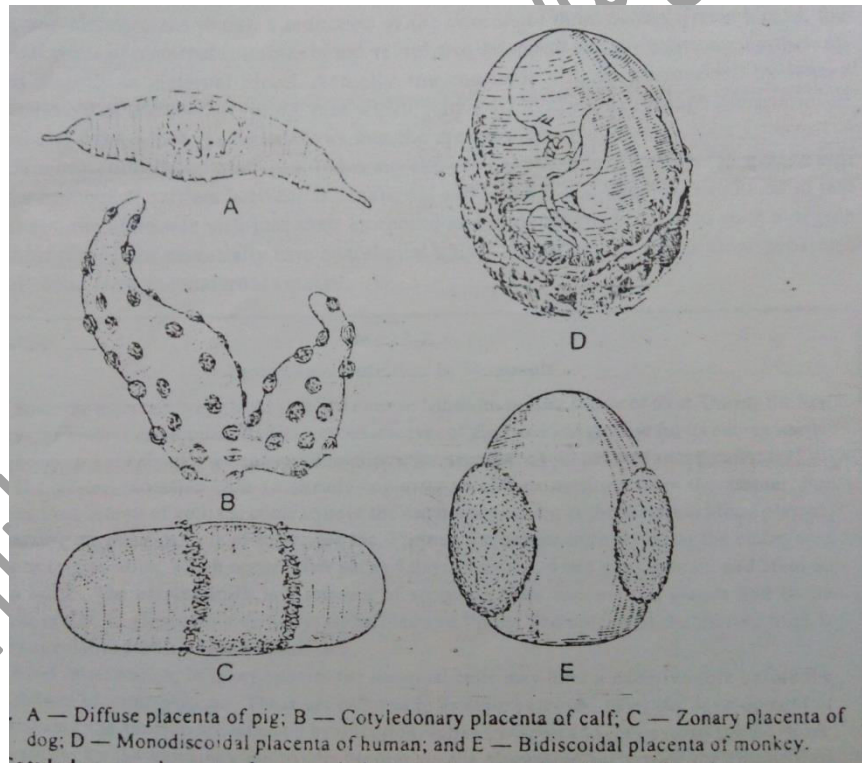 A
D
B
C
E
. A — Diffuse placenta of pig; B — Cotyledonary placenta of calf; C — Zonary placenta of
dog; D — Monodiscoidal placenta of human; and E — Bidiscoidal placenta of monkey.